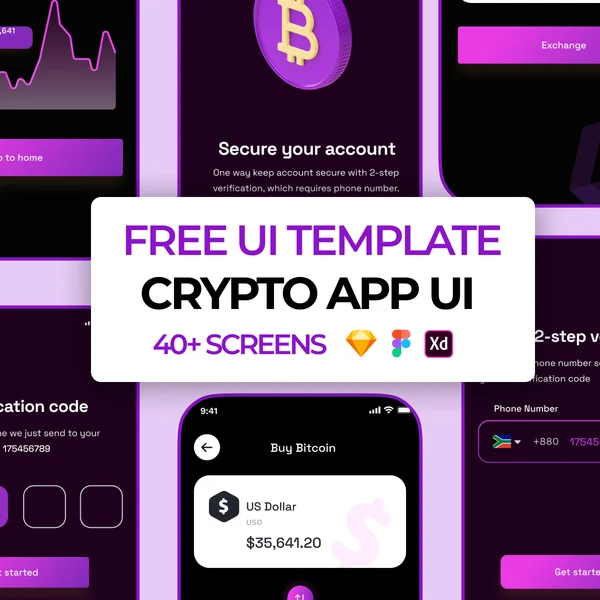 ,641
Exchange
o to home
Secure your account
One way keep account secure with 2-step
verification, which requires phone number.
FREE UI TEMPLATE
CRYPTO APP UI
40+ SCREENS
Xd
2-step ve
hone number so
ification code
Phone Number
+880 175456
Get starte
cation code
e we just send to your
175456789
t started
9:41
Buy Bitcoin
US Dollar
USD
$35,641.20